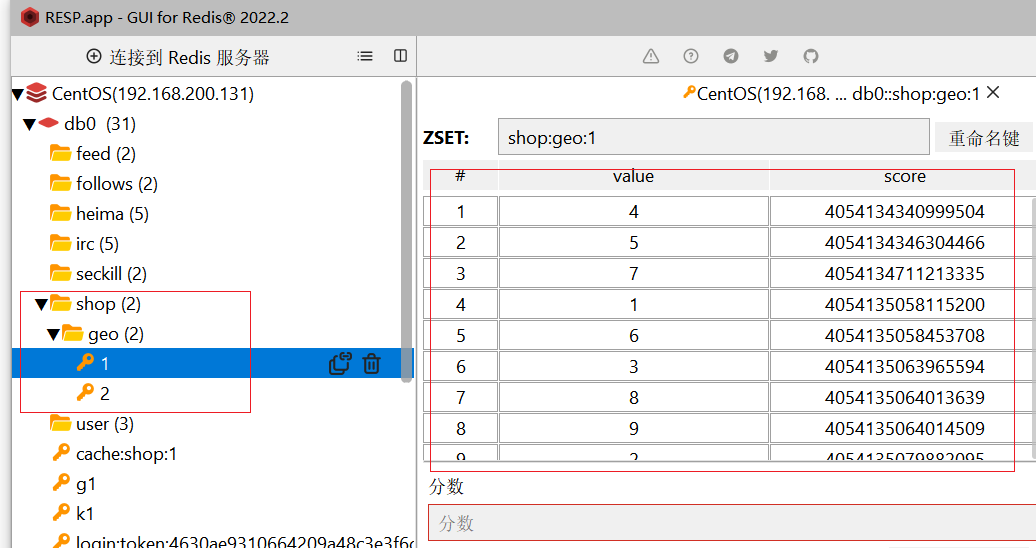 RESP.app - GUI for Redis® 2022.2
连接到 Redis 服务器
CentOS(192.168.200.131)
db0 (31)
feed (2)
follows (2)
heima (5)
irc (5)
seckill (2)
shop (2)
geo (2)
1
2
user (3)
cache:shop:1
g1
k1
login:token:4630ae9310664209a48c3e3f6c
CentOS(192.168. ... db0::shop:geo:1
ZSET: shop:geo:1 重命名键
# value score
1 4 4054134340999504
2 5 4054134346304466
3 7 4054134711213335
4 1 4054135058115200
5 6 4054135058453708
6 3 4054135063965594
7 8 4054135064013639
8 9 4054135064014509
9 2 4054135079882095
分数
分数